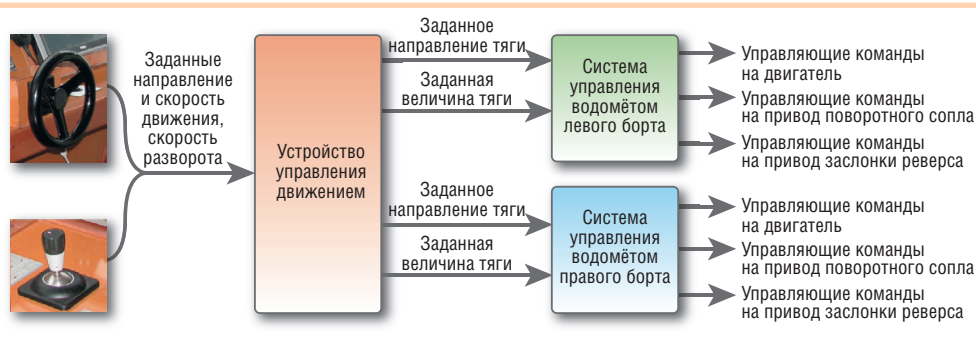 Заданные
направление
и скорость
движения,
скорость
разворота
Устройство
управления
движением
Заданное
направление тяги
Заданная
величина тяги
Система
управления
водомётом
левого борта
Управляющие команды
на двигатель
Управляющие команды
на привод поворотного сопла
Управляющие команды
на привод заслонки реверса
Заданное
направление тяги
Заданная
величина тяги
Система
управления
водомётом
правого борта
Управляющие команды
на двигатель
Управляющие команды
на привод поворотного сопла
Управляющие команды
на привод заслонки реверса